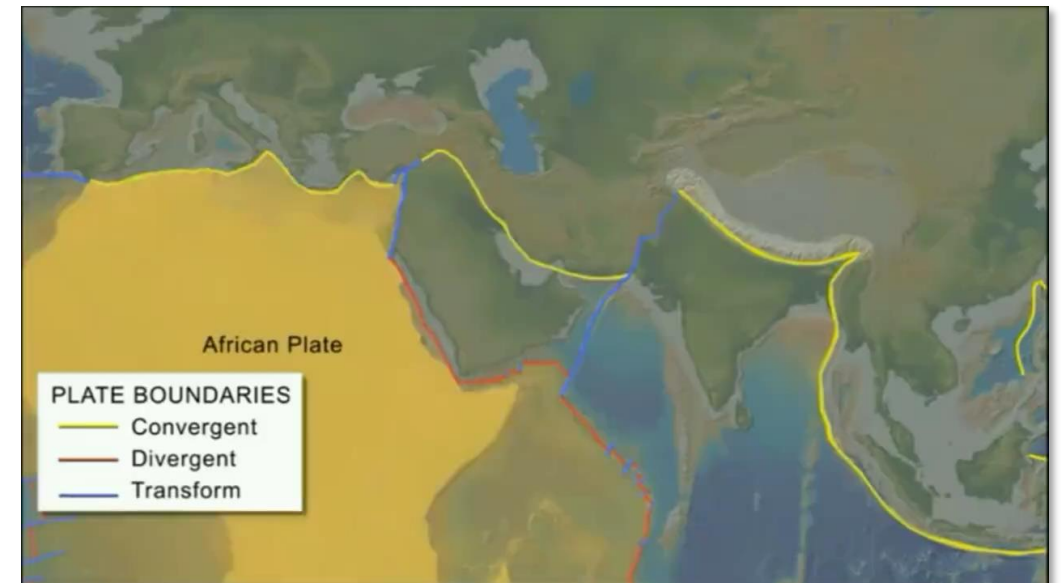 African Plate
PLATE BOUNDARIES
Convergent
Divergent
Transform